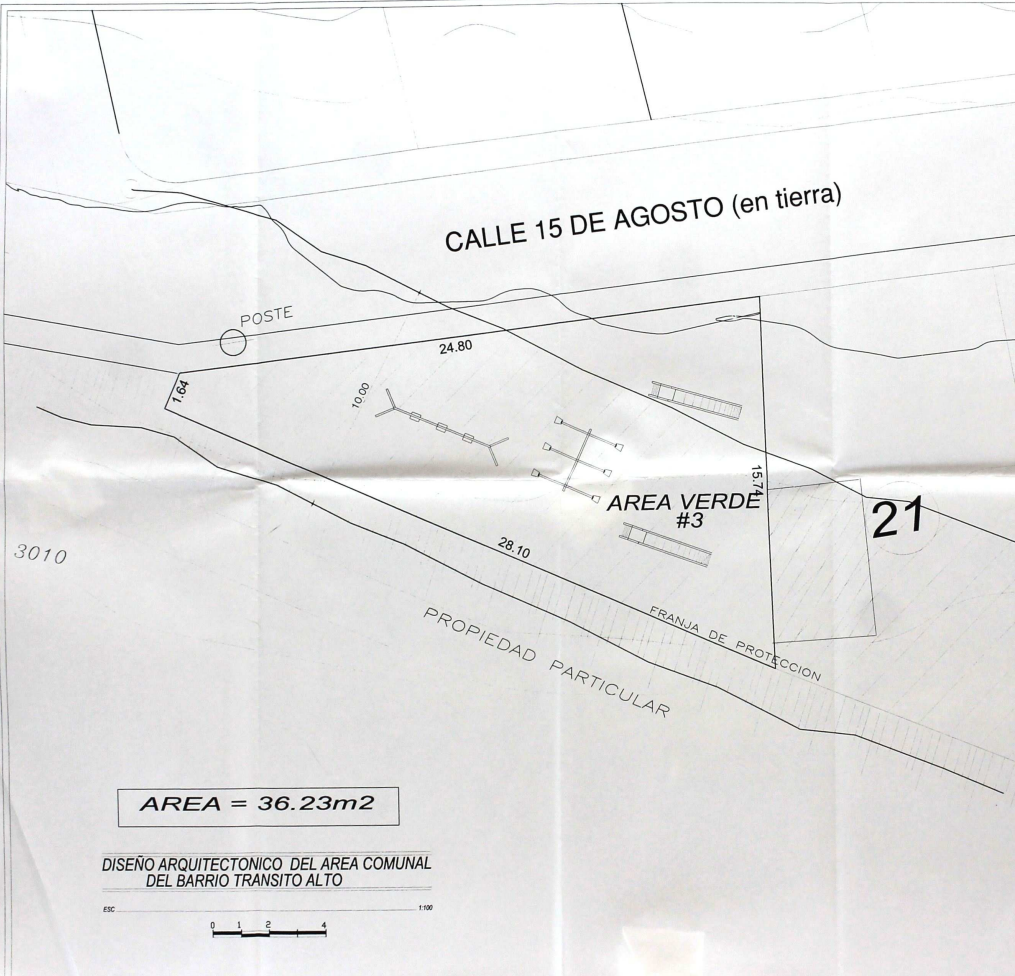 CALLE 15 DE AGOSTO (en tierra)
POSTE
24.80
1.64
10.00
15.74
AREA VERDE
#3
21
28.10
3010
FRANJA DE PROTECCION
PROPIEDAD PARTICULAR
AREA = 36.23m2
DISEÑO ARQUITECTONICO DEL AREA COMUNAL
DEL BARRIO TRANSITO ALTO
ESC 1:100
0 1 2 4